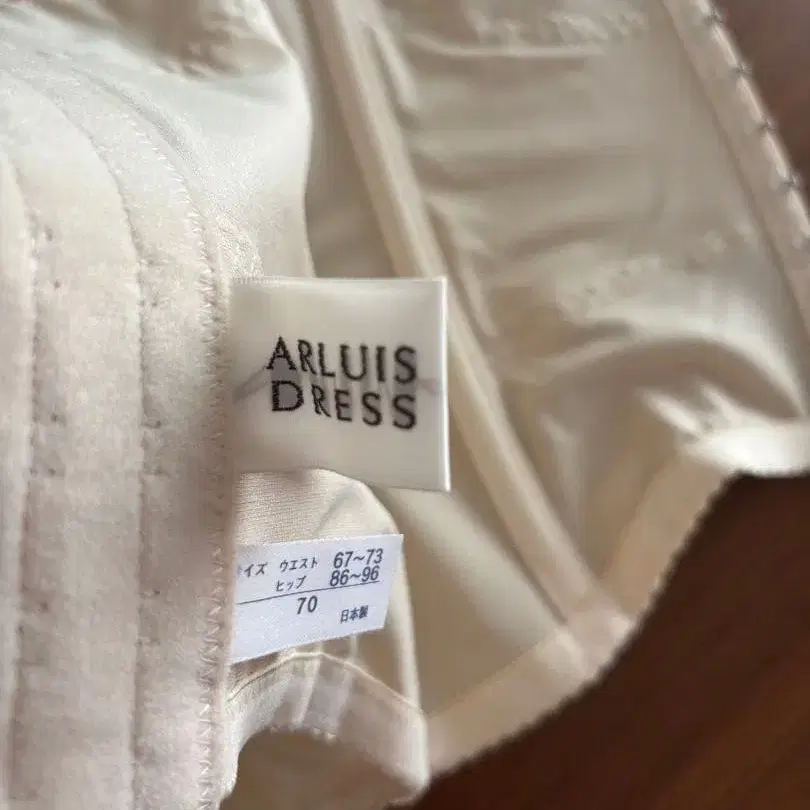 ARLUIS
DRESS
イズ ウエスト 67~73
ヒップ 86~96
70
日本製